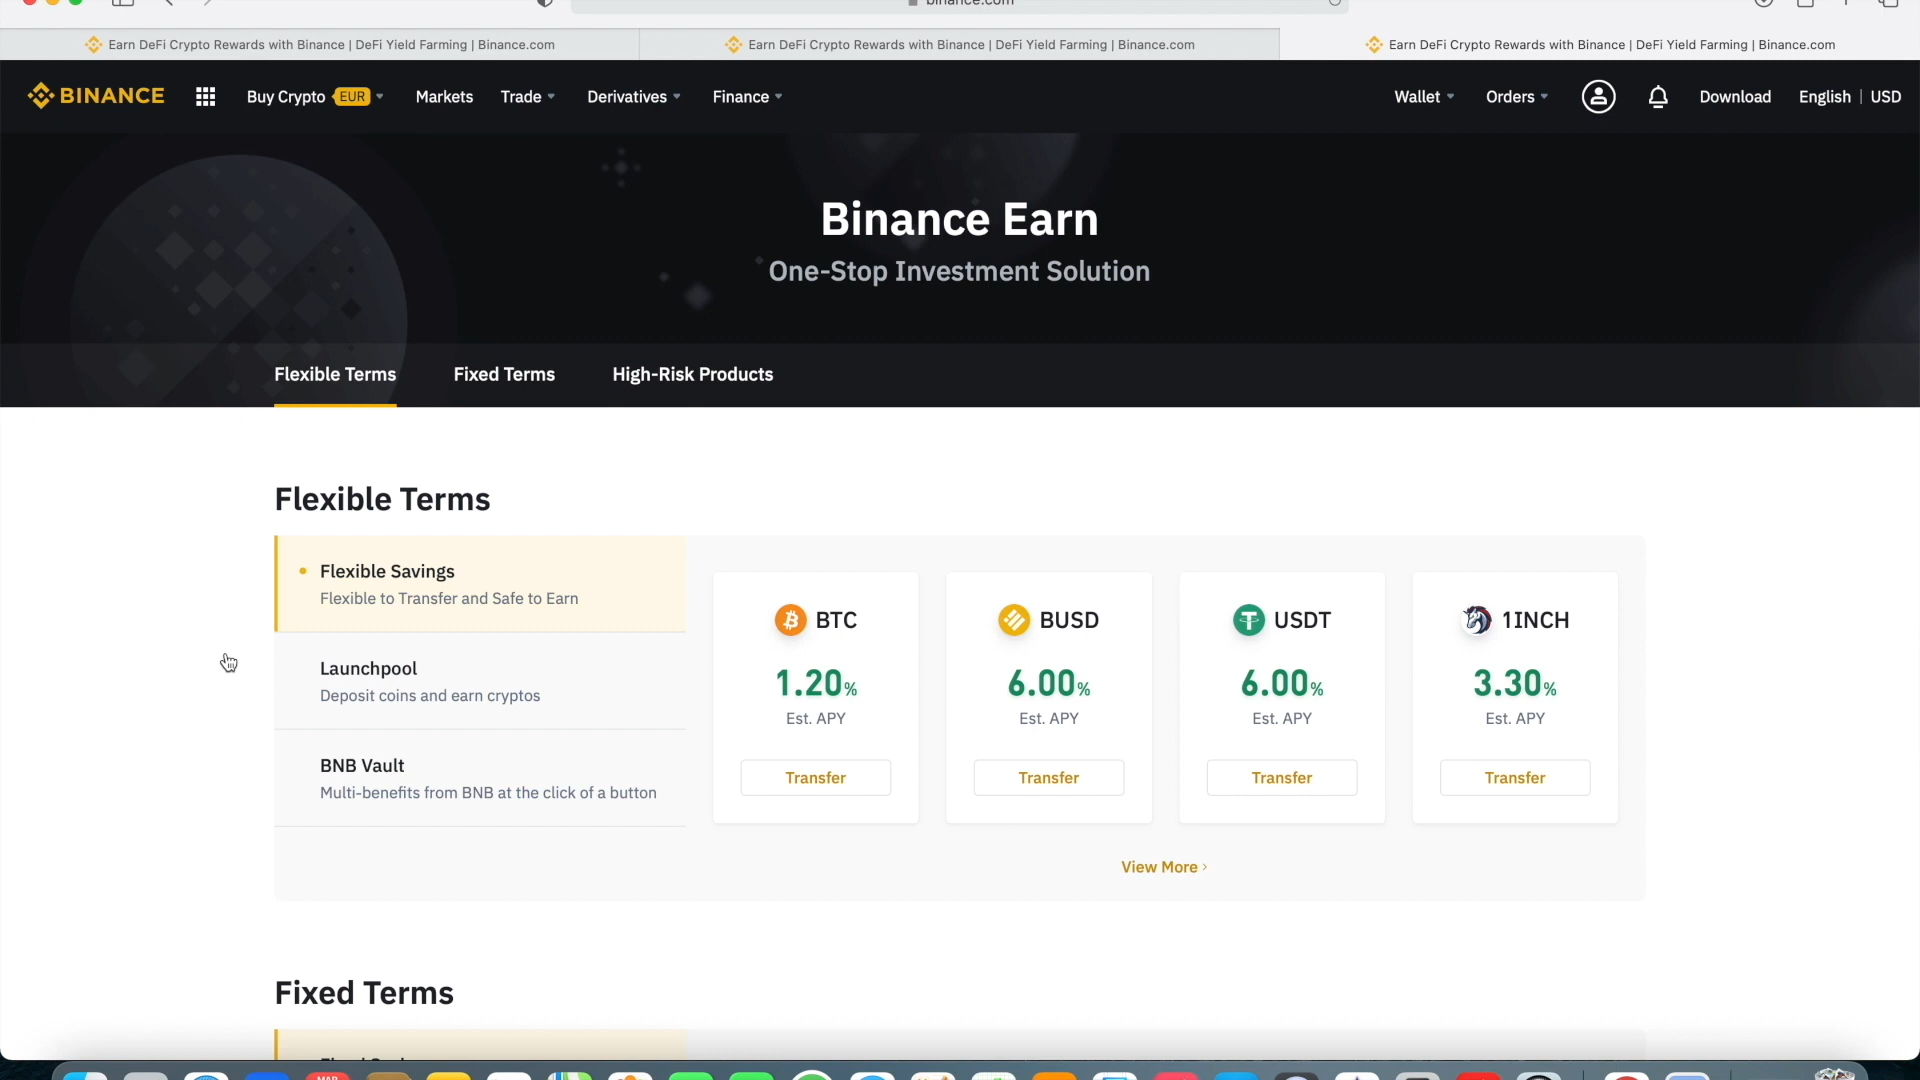 binance.com
Earn DeFi Crypto Rewards with Binance | DeFi Yield Farming | Binance.com
Earn DeFi Crypto Rewards with Binance | DeFi Yield Farming | Binance.com
Earn DeFi Crypto Rewards with Binance | DeFi Yield Farming | Binance.com
BINANCE
Buy Crypto EUR
Markets
Trade
Derivatives
Finance
Wallet
Orders
Download
English | USD
Binance Earn
One-Stop Investment Solution
Flexible Terms
Fixed Terms
High-Risk Products
Flexible Terms
Flexible Savings
Flexible to Transfer and Safe to Earn
Launchpool
Deposit coins and earn cryptos
BNB Vault
Multi-benefits from BNB at the click of a button
BTC
1.20%
Est. APY
Transfer
BUSD
6.00%
Est. APY
Transfer
USDT
6.00%
Est. APY
Transfer
1INCH
3.30%
Est. APY
Transfer
View More
Fixed Terms
MAR